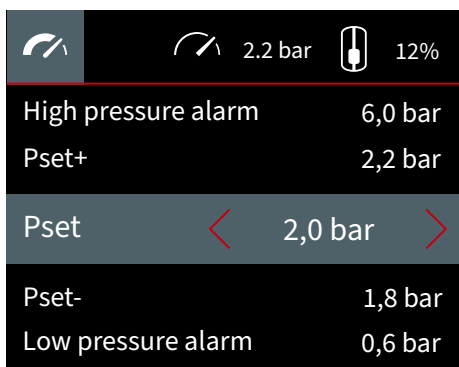 2.2 bar 12%
High pressure alarm 6,0 bar
Pset+ 2,2 bar
Pset 2,0 bar
Pset- 1,8 bar
Low pressure alarm 0,6 bar